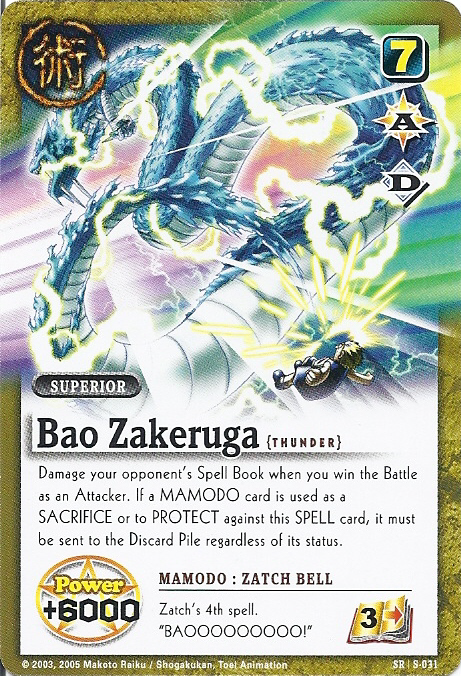 術
7
A
D
SUPERIOR
Bao Zakeruga {THUNDER}
Damage your opponent's Spell Book when you win the Battle
as an Attacker. If a MAMODO card is used as a
SACRIFICE or to PROTECT against this SPELL card, it must
be sent to the Discard Pile regardless of its status.
Power
+6000
MAMODO : ZATCH BELL
Zatch's 4th spell.
"BAOOOOOOOOO!"
3
© 2003, 2005 Makoto Raiku / Shogakukan, Toei Animation
SR | S-031